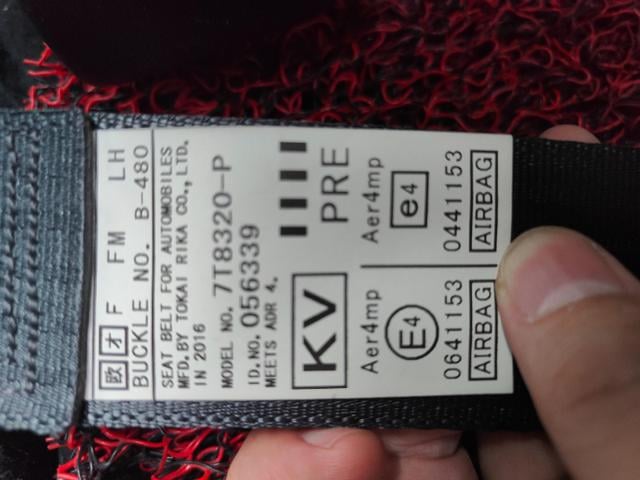 欧 才 F FM LH
BUCKLE NO. B-480
SEAT BELT FOR AUTOMOBILES
MFD.BY TOKAI RIKA CO.,LTD.
IN 2016
MODEL NO. 7T8320-P
ID.NO. 056339
MEETS ADR 4.
KV PRE
Aer4mp Aer4mp
E4 e4
0641153 0441153
AIRBAG AIRBAG